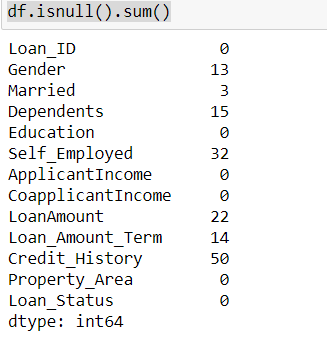 df.isnull().sum()
Loan_ID 0
Gender 13
Married 3
Dependents 15
Education 0
Self_Employed 32
ApplicantIncome 0
CoapplicantIncome 0
LoanAmount 22
Loan_Amount_Term 14
Credit_History 50
Property_Area 0
Loan_Status 0
dtype: int64